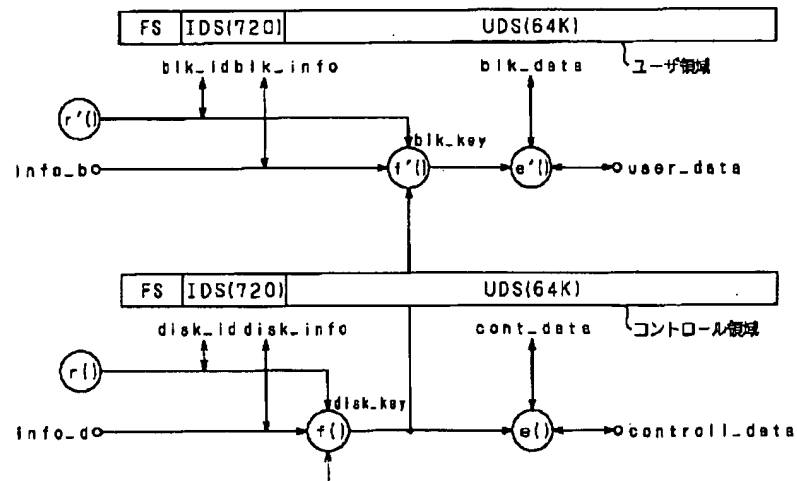 FS IDS(720) UDS(64K)
blk_id blk_info blk_data ユーザ領域
r'()
blk_key
info_b f'() e'() user_data
FS IDS(720) UDS(64K)
disk_id disk_info cont_data コントロール領域
r()
disk_key
info_d f() e() controll_data